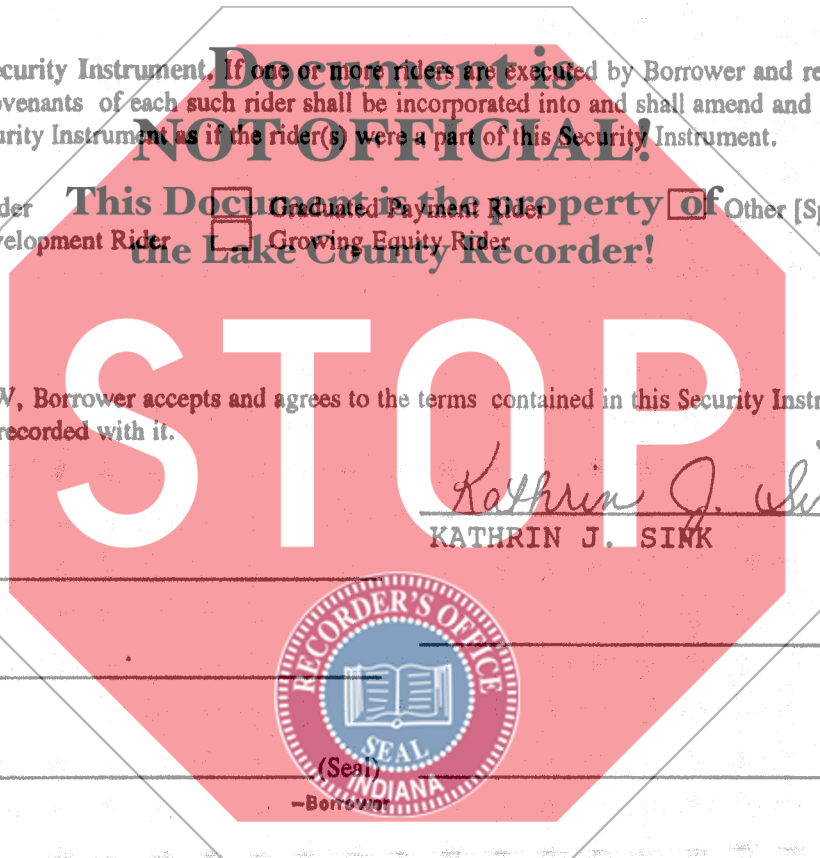 Document is
ecurity Instrument. If one or more riders are executed by Borrower and re
ovenants of each such rider shall be incorporated into and shall amend and
NOT OFFICIAL!
urity Instrument as if the rider(s) were a part of this Security Instrument.
This Document is the property of
der Graduated Payment Rider Other [Sp
velopment Rider Growing Equity Rider
the Lake County Recorder!
STOP
W, Borrower accepts and agrees to the terms contained in this Security Instr
recorded with it.
Kathrin J. Si
KATHRIN J. SINK
RECORDER'S OFFICE
SEAL
INDIANA
(Seal)
-Borrower